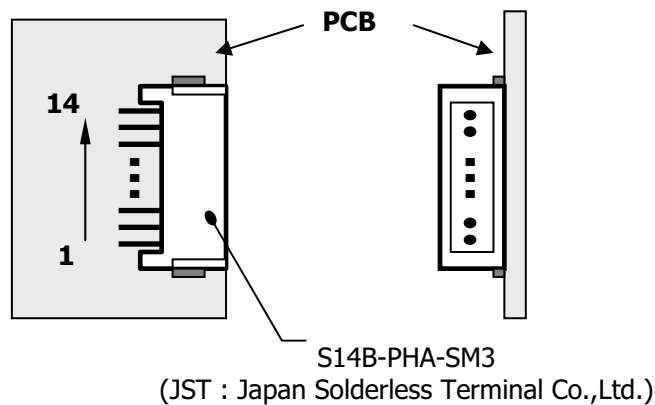 PCB
14
1
S14B-PHA-SM3
(JST : Japan Solderless Terminal Co.,Ltd.)